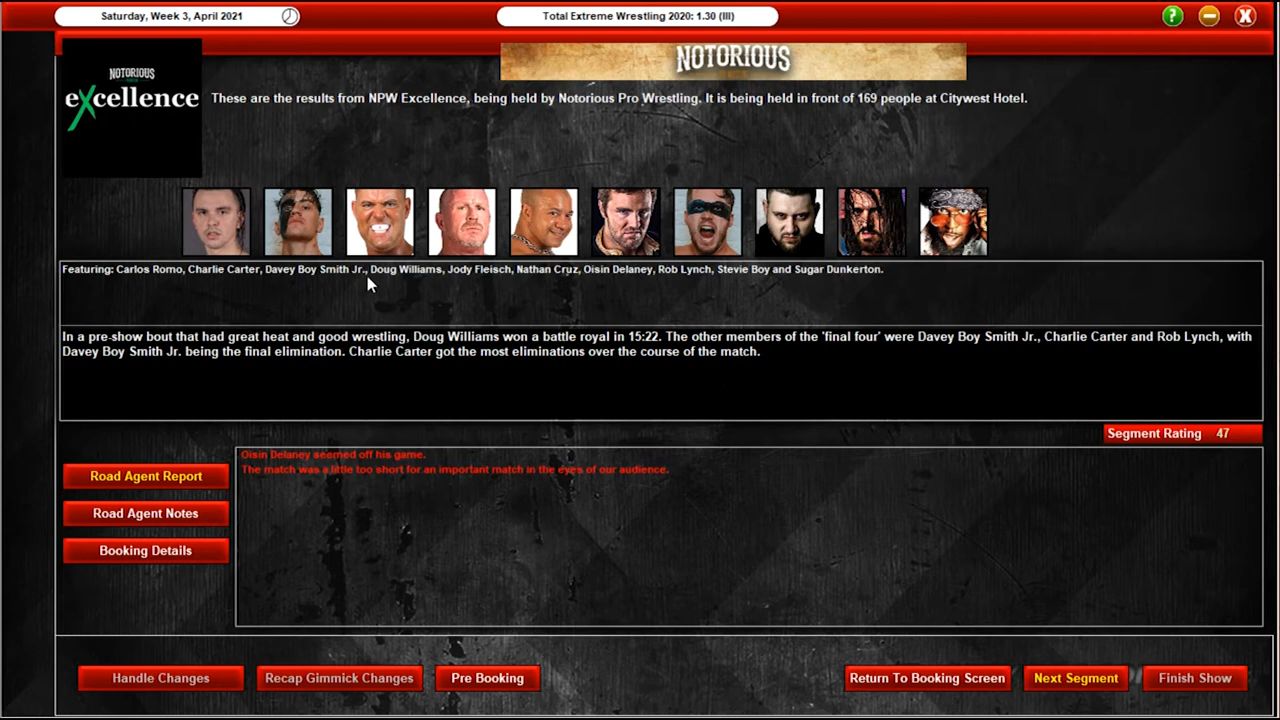 Saturday, Week 3, April 2021
Total Extreme Wrestling 2020: 1.30 (III)
?
X
NOTORIOUS
NOTORIOUS
excellence
These are the results from NPW Excellence, being held by Notorious Pro Wrestling. It is being held in front of 169 people at Citywest Hotel.
Featuring: Carlos Romo, Charlie Carter, Davey Boy Smith Jr., Doug Williams, Jody Fleisch, Nathan Cruz, Oisin Delaney, Rob Lynch, Stevie Boy and Sugar Dunkerton.
In a pre-show bout that had great heat and good wrestling, Doug Williams won a battle royal in 15:22. The other members of the 'final four' were Davey Boy Smith Jr., Charlie Carter and Rob Lynch, with
Davey Boy Smith Jr. being the final elimination. Charlie Carter got the most eliminations over the course of the match.
Segment Rating 47
Oisin Delaney seemed off his game.
The match was a little too short for an important match in the eyes of our audience.
Road Agent Report
Road Agent Notes
Booking Details
Handle Changes
Recap Gimmick Changes
Pre Booking
Return To Booking Screen
Next Segment
Finish Show